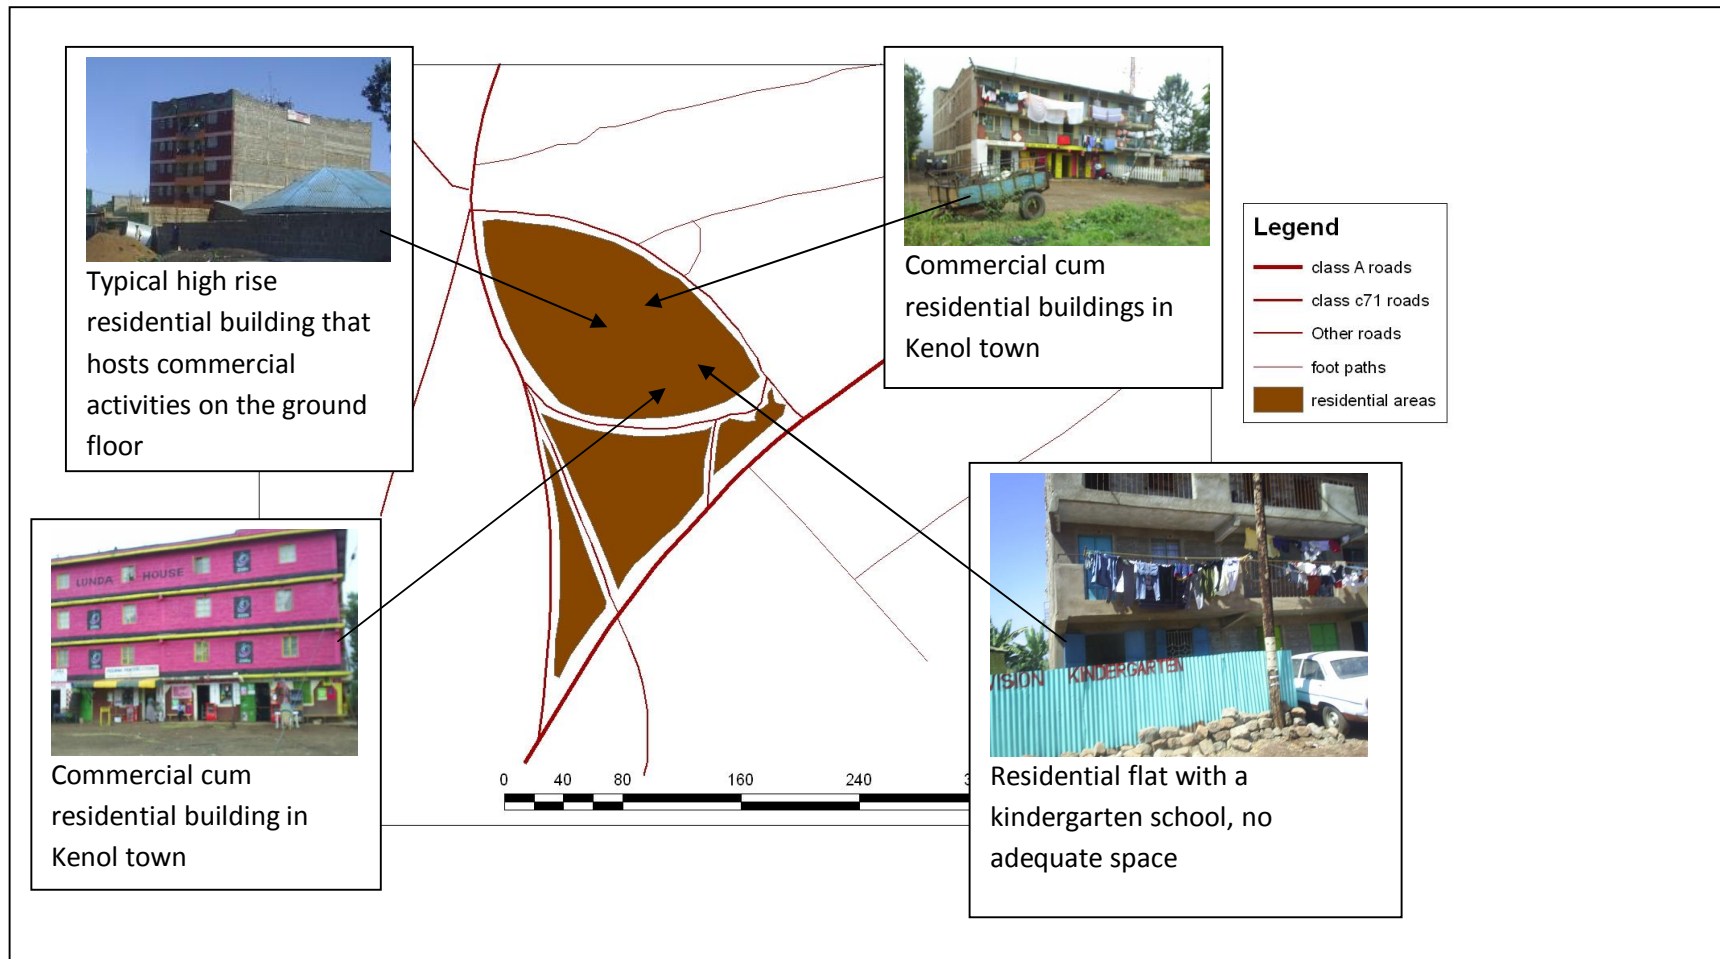 Typical high rise
residential building that
hosts commercial
activities on the ground
floor
Commercial cum
residential buildings in
Kenol town
Legend
class A roads
class c71 roads
Other roads
foot paths
residential areas
LUNDA HOUSE
Commercial cum
residential building in
Kenol town
0 40 80 160 240
VISION KINDERGARTEN
Residential flat with a
kindergarten school, no
adequate space